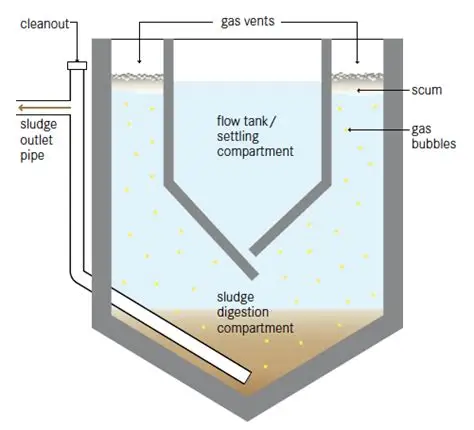 cleanout
gas vents
scum
gas
bubbles
flow tank/
settling
compartment
sludge
outlet
pipe
sludge
digestion
compartment